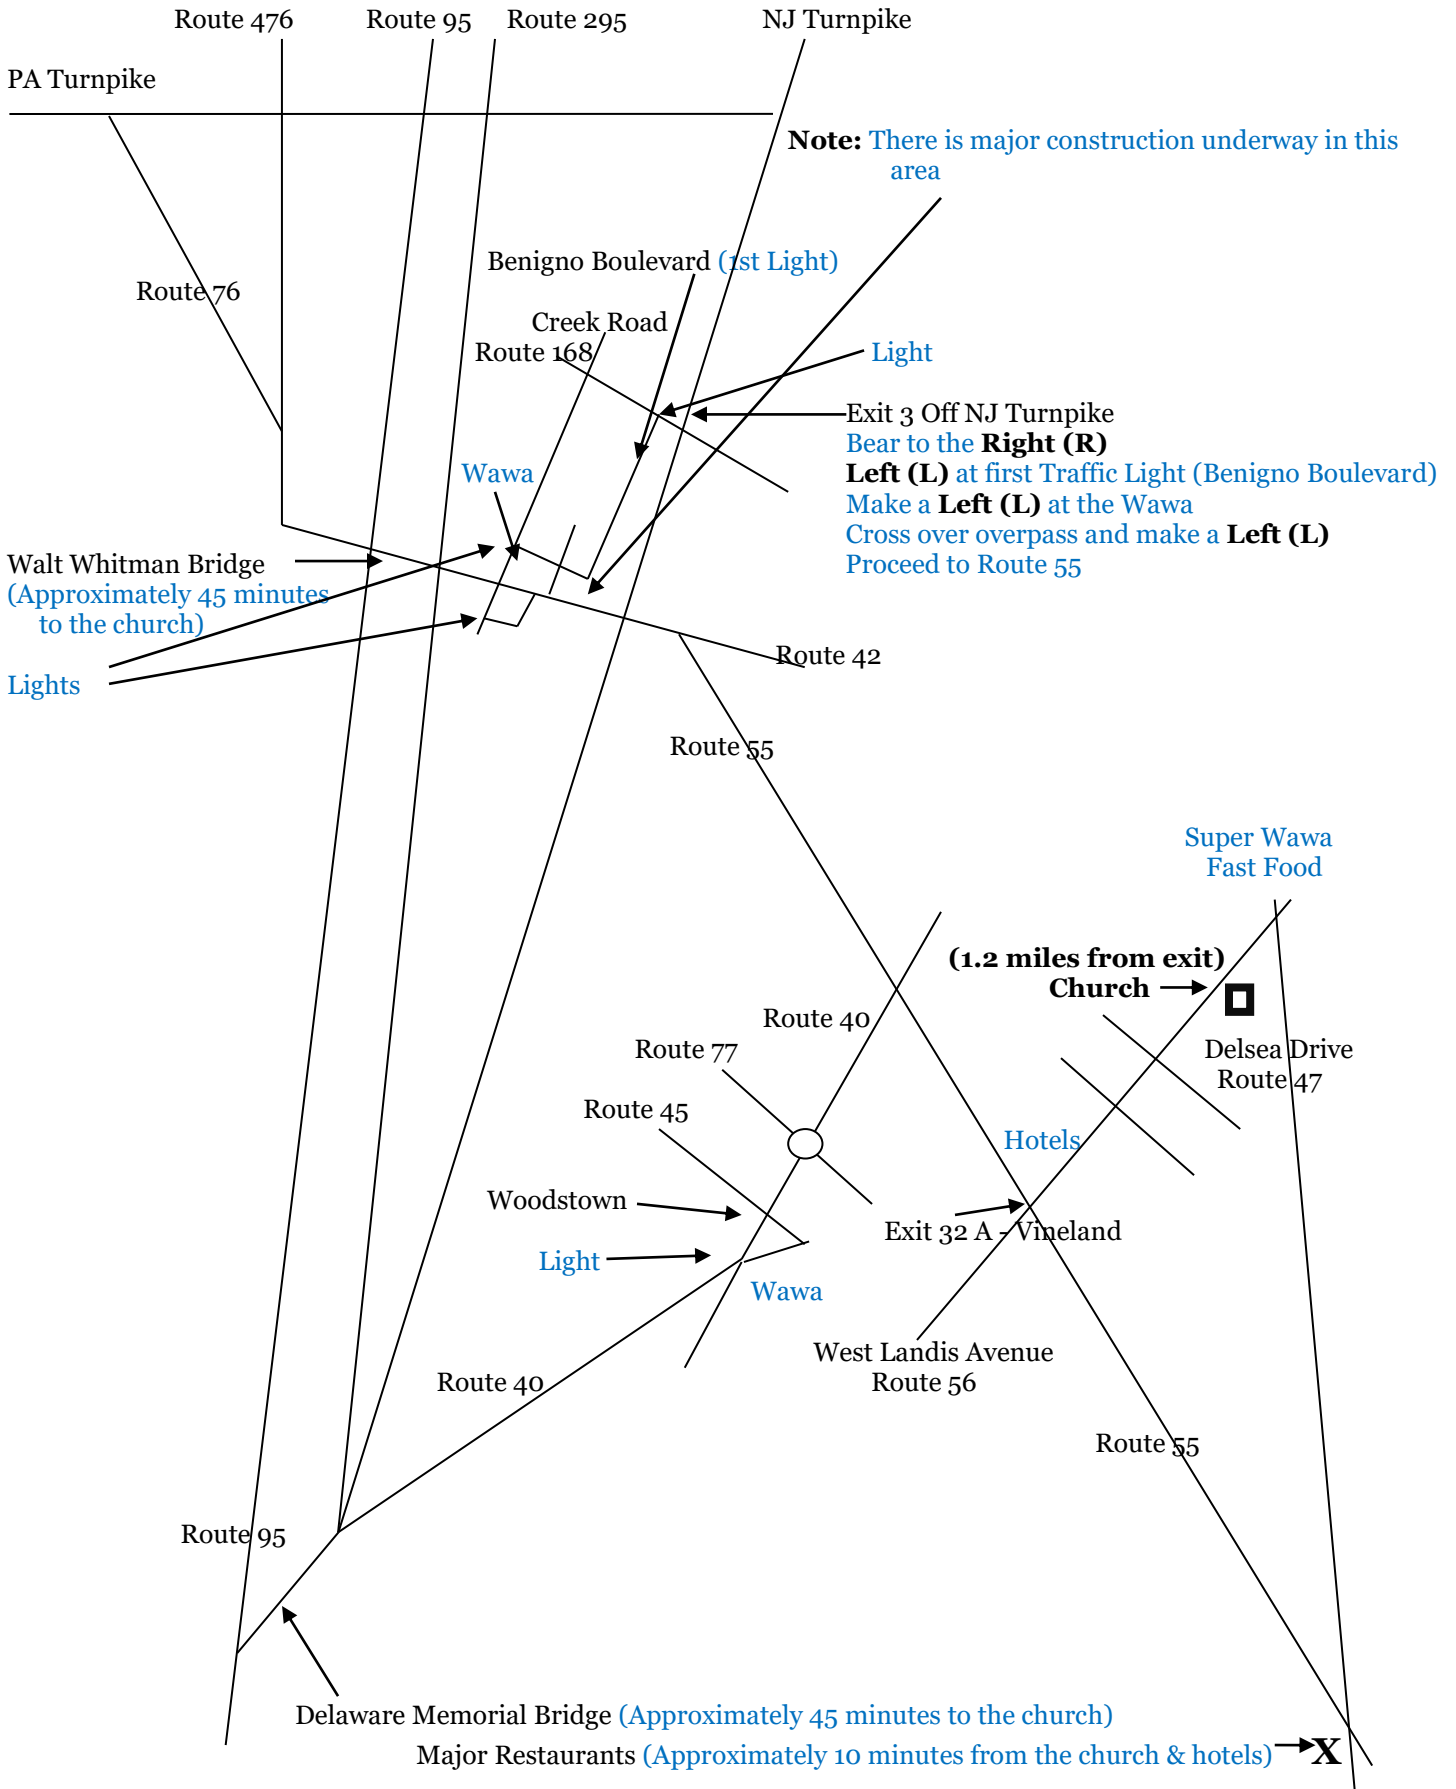 Route 476
Route 95
Route 295
NJ Turnpike
PA Turnpike
Note: There is major construction underway in this
area
Benigno Boulevard (1st Light)
Route 76
Creek Road
Route 168
Light
Exit 3 Off NJ Turnpike
Bear to the Right (R)
Left (L) at first Traffic Light (Benigno Boulevard)
Make a Left (L) at the Wawa
Cross over overpass and make a Left (L)
Proceed to Route 55
Wawa
Walt Whitman Bridge
(Approximately 45 minutes
to the church)
Lights
Route 42
Route 55
Super Wawa
Fast Food
(1.2 miles from exit)
Church
Route 40
Route 77
Delsea Drive
Route 47
Route 45
Hotels
Woodstown
Exit 32 A - Vineland
Light
Wawa
West Landis Avenue
Route 56
Route 40
Route 55
Route 95
Delaware Memorial Bridge (Approximately 45 minutes to the church)
Major Restaurants (Approximately 10 minutes from the church & hotels)
X